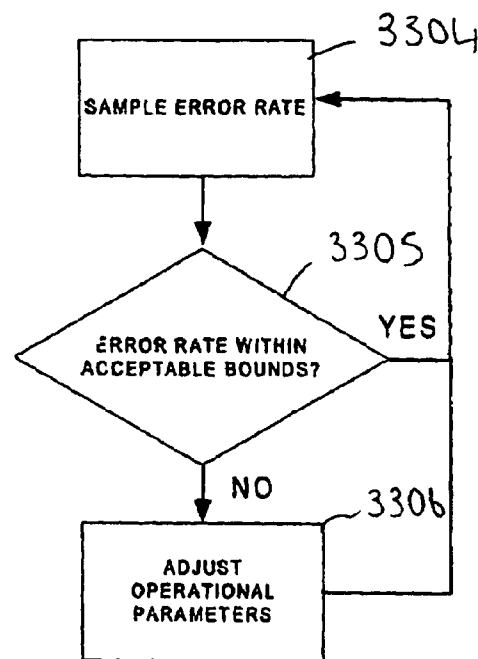 3304
SAMPLE ERROR RATE
3305
ERROR RATE WITHIN
ACCEPTABLE BOUNDS?
YES
NO
3306
ADJUST
OPERATIONAL
PARAMETERS